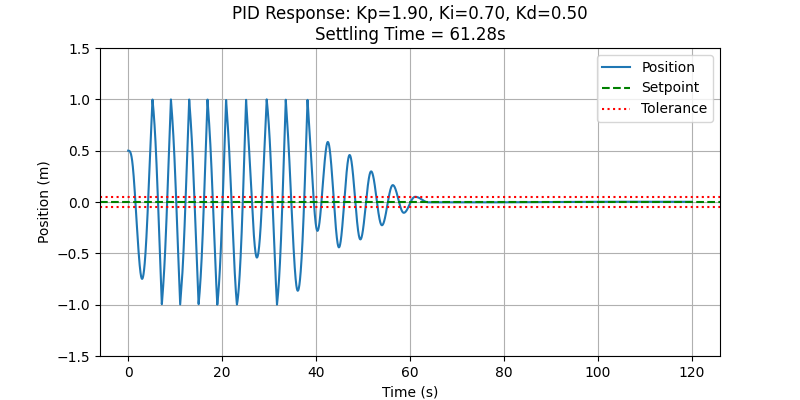 PID Response: Kp=1.90, Ki=0.70, Kd=0.50
Settling Time = 61.28s
Position
Setpoint
Tolerance
Position (m)
1.5
1.0
0.5
0.0
−0.5
−1.0
−1.5
0
20
40
60
80
100
120
Time (s)